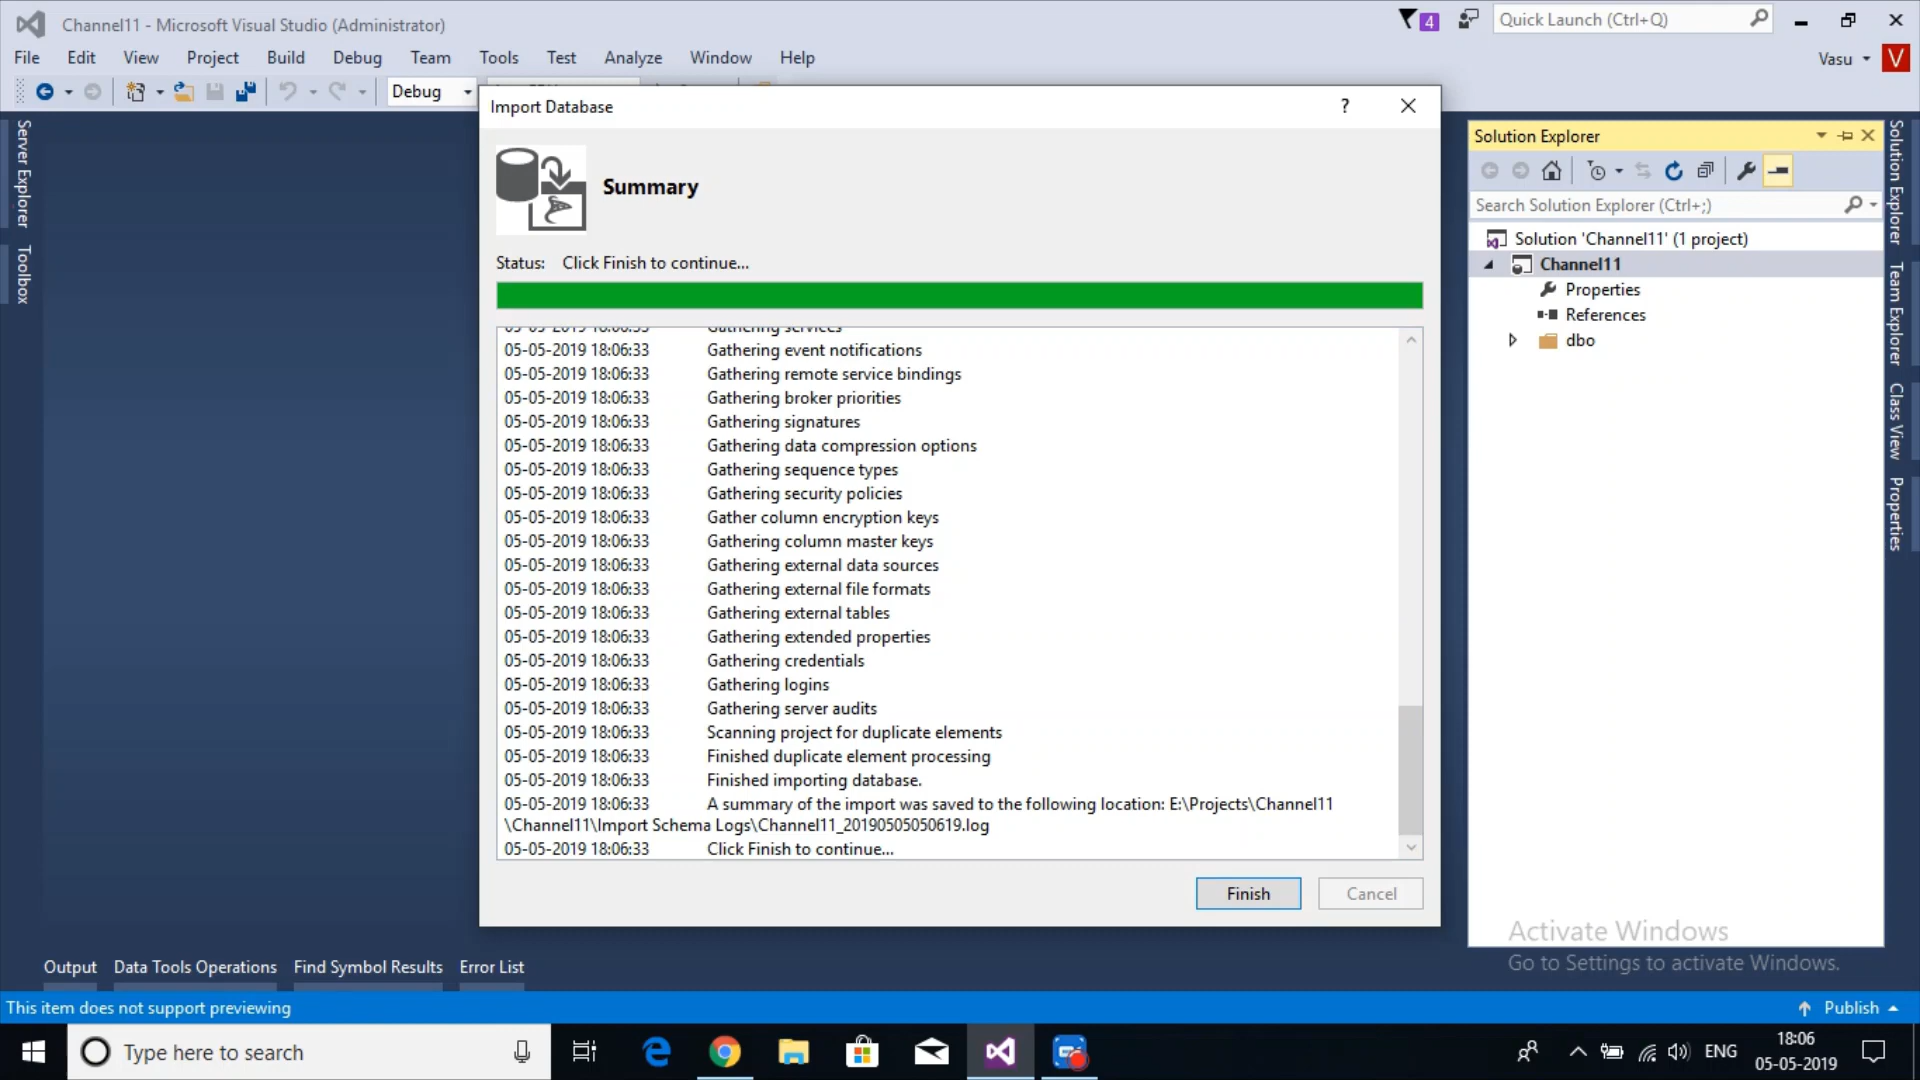 Channel11 - Microsoft Visual Studio (Administrator)
4
Quick Launch (Ctrl+Q)
File Edit View Project Build Debug Team Tools Test Analyze Window Help
Vasu
V
Debug
Server Explorer
Toolbox
Import Database
?
Summary
Status: Click Finish to continue...
05-05-2019 18:06:33 Gathering services
05-05-2019 18:06:33 Gathering event notifications
05-05-2019 18:06:33 Gathering remote service bindings
05-05-2019 18:06:33 Gathering broker priorities
05-05-2019 18:06:33 Gathering signatures
05-05-2019 18:06:33 Gathering data compression options
05-05-2019 18:06:33 Gathering sequence types
05-05-2019 18:06:33 Gathering security policies
05-05-2019 18:06:33 Gather column encryption keys
05-05-2019 18:06:33 Gathering column master keys
05-05-2019 18:06:33 Gathering external data sources
05-05-2019 18:06:33 Gathering external file formats
05-05-2019 18:06:33 Gathering external tables
05-05-2019 18:06:33 Gathering extended properties
05-05-2019 18:06:33 Gathering credentials
05-05-2019 18:06:33 Gathering logins
05-05-2019 18:06:33 Gathering server audits
05-05-2019 18:06:33 Scanning project for duplicate elements
05-05-2019 18:06:33 Finished duplicate element processing
05-05-2019 18:06:33 Finished importing database.
05-05-2019 18:06:33 A summary of the import was saved to the following location: E:\Projects\Channel11
\Channel11\Import Schema Logs\Channel11_20190505050619.log
05-05-2019 18:06:33 Click Finish to continue...
Finish
Cancel
Solution Explorer
Search Solution Explorer (Ctrl+;)
Solution 'Channel11' (1 project)
Channel11
Properties
References
dbo
Solution Explorer
Team Explorer
Class View
Properties
Activate Windows
Go to Settings to activate Windows.
Output Data Tools Operations Find Symbol Results Error List
This item does not support previewing
Publish
Type here to search
ENG
18:06
05-05-2019